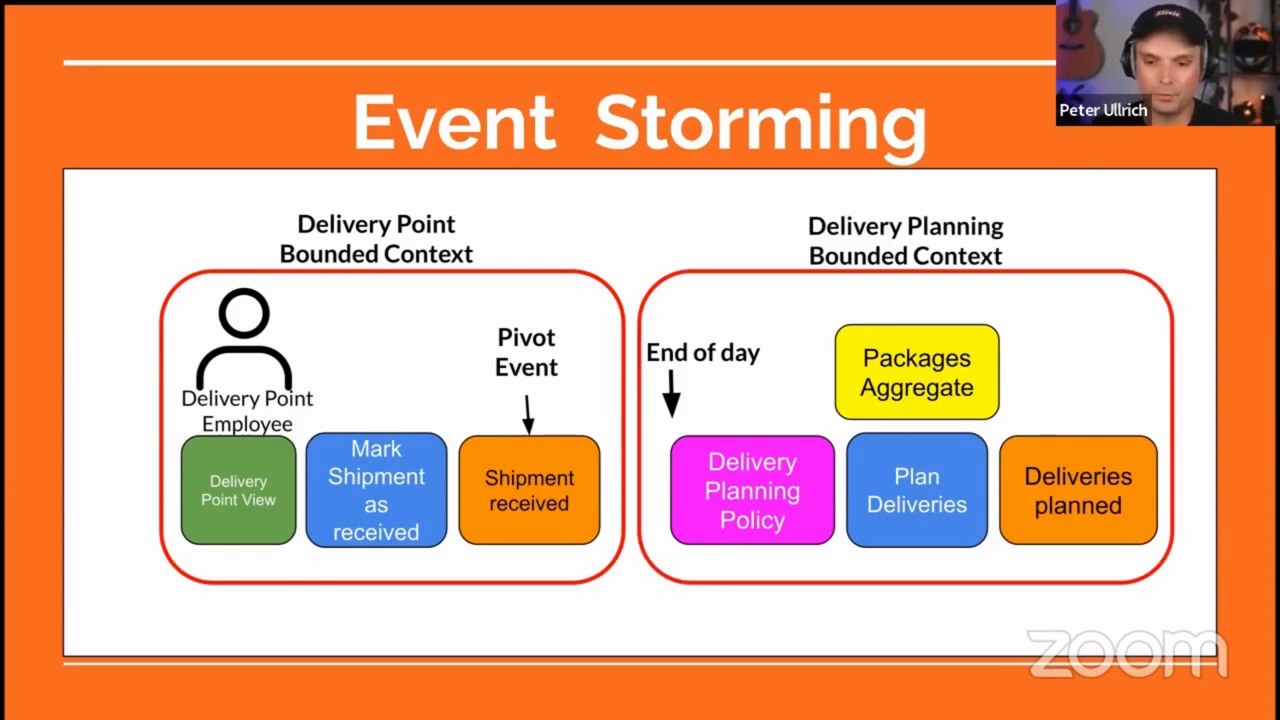 Peter Ullrich
Event Storming
Delivery Point
Bounded Context
Delivery Planning
Bounded Context
Delivery Point
Employee
Pivot
Event
End of day
Packages
Aggregate
Delivery
Point View
Mark
Shipment
as
received
Shipment
received
Delivery
Planning
Policy
Plan
Deliveries
Deliveries
planned
zoom